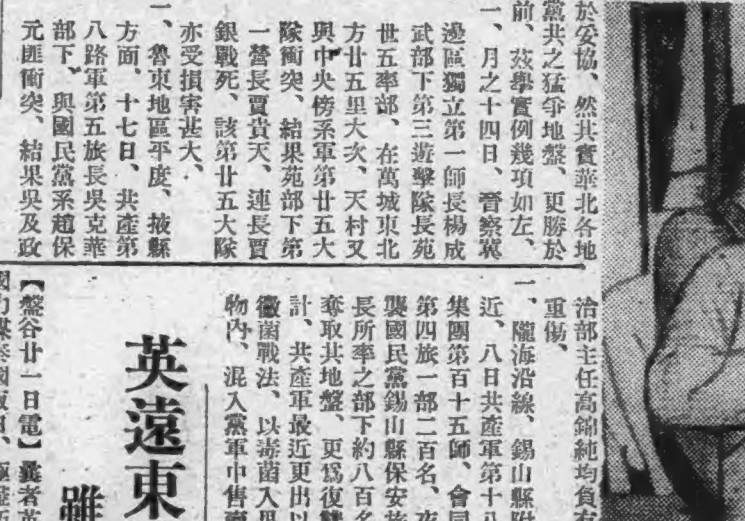 於妥協、然其實華北各地
黨共之猛爭地盤、更勝於
前、茲舉實例幾項如左、
一、月之十四日、晋察冀
邊區獨立第一師長楊成
武部下第三遊擊隊長苑
世五率部、在萬城東北
方廿五里大次、天村又
與中央傍系軍第廿五大
隊衝突、結果苑部下第
一營長賈貴天、連長賈
銀戰死、該第廿五大隊
亦受損害甚大、
一、魯東地區平度、掖縣
方面、十七日、共產第
八路軍第五旅長吳克華
部下、與國民黨系趙保
元匪衝突、結果吳及政
治部主任高錦純均負有
重傷、
一、隴海沿線、錫山縣附
近、八日共產軍第十八
集團第百十五師、會同
第四旅一部二百名、夜
襲國民黨錫山縣保安旅
長所率之部下約八百名
奪取其地盤、更爲復讐
計、共產軍最近更出以
黴菌戰法、以毒菌入男
物內、混入黨軍中售賣
英遠東
雖
【盤谷廿一日電】曩者英